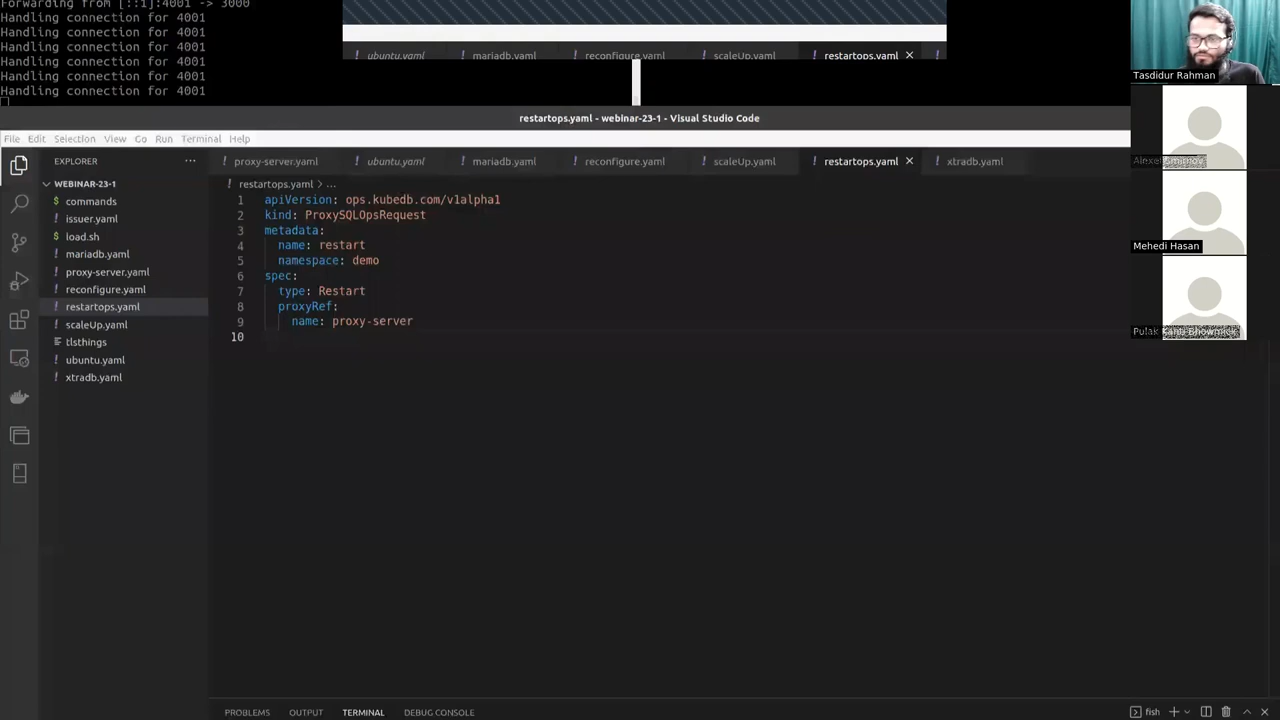 Forwarding from [::1]:4001 -> 3000
Handling connection for 4001
Handling connection for 4001
Handling connection for 4001
Handling connection for 4001
Handling connection for 4001
Handling connection for 4001
ubuntu.yaml
mariadb.yaml
reconfigure.yaml
scaleUp.yaml
restartops.yaml
Tasdidur Rahman
restartops.yaml - webinar-23-1 - Visual Studio Code
File Edit Selection View Go Run Terminal Help
EXPLORER
proxy-server.yaml
ubuntu.yaml
mariadb.yaml
reconfigure.yaml
scaleUp.yaml
restartops.yaml
xtradb.yaml
WEBINAR-23-1
commands
issuer.yaml
load.sh
mariadb.yaml
proxy-server.yaml
reconfigure.yaml
restartops.yaml
scaleUp.yaml
tlsthings
ubuntu.yaml
xtradb.yaml
restartops.yaml > ...
1 apiVersion: ops.kubedb.com/v1alpha1
2 kind: ProxySQLOpsRequest
3 metadata:
4 name: restart
5 namespace: demo
6 spec:
7 type: Restart
8 proxyRef:
9 name: proxy-server
10
Mehedi Hasan
Pulak
PROBLEMS OUTPUT TERMINAL DEBUG CONSOLE
fish